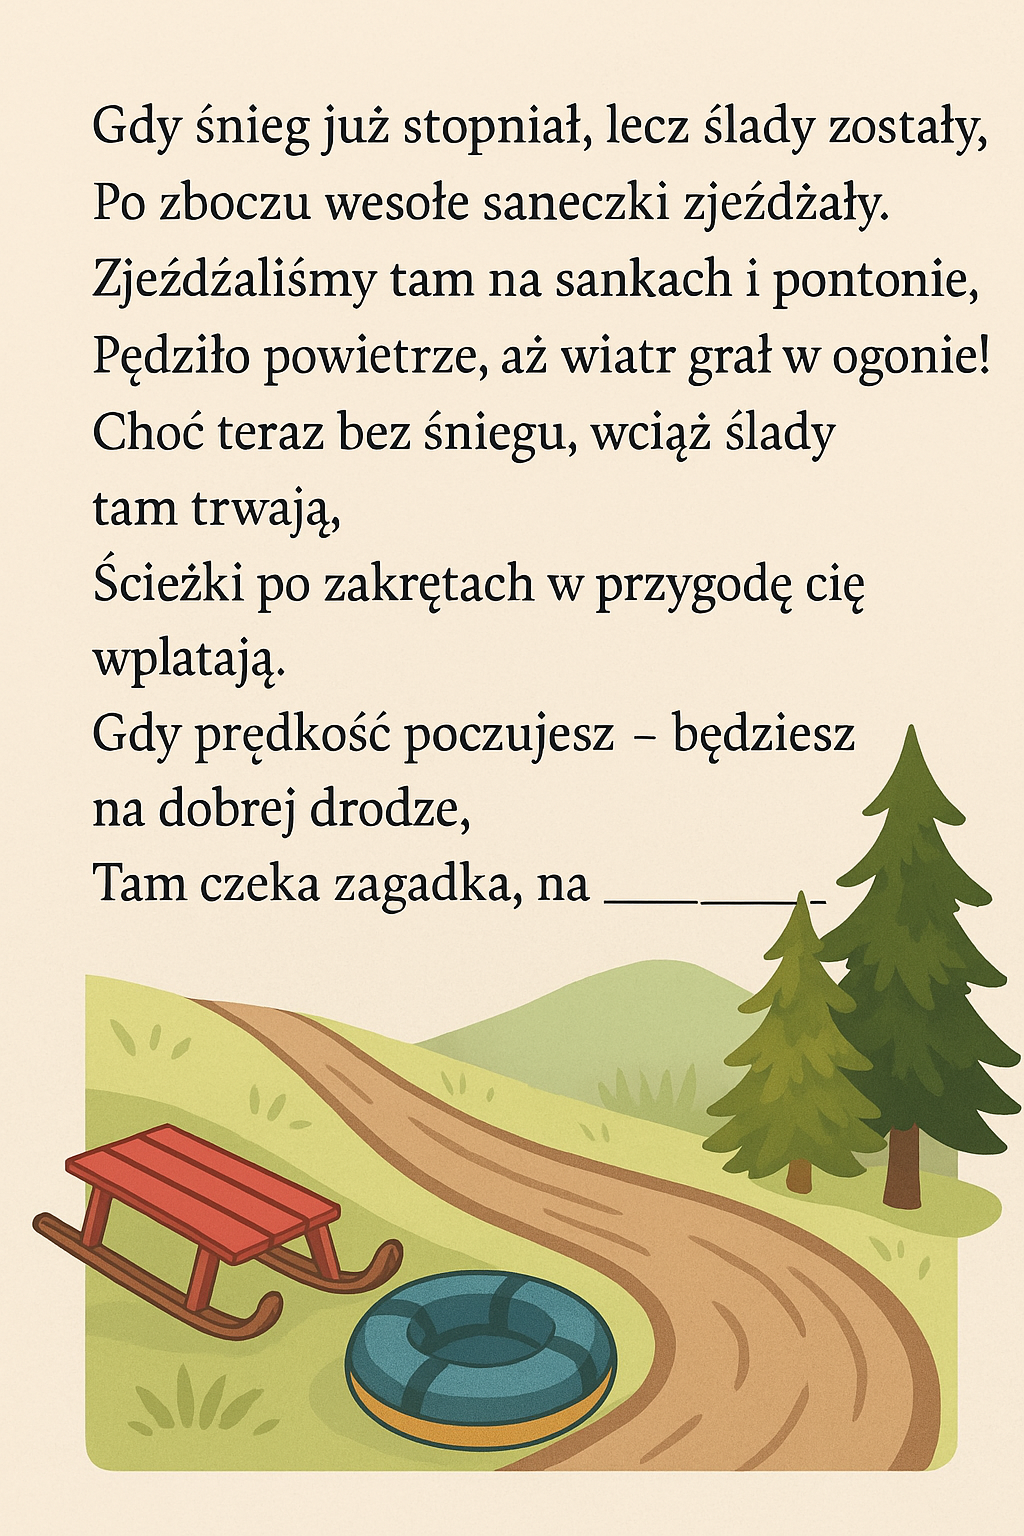 Gdy śnieg już stopniał, lecz ślady zostały,
Po zboczu wesołe saneczki zjeźdżały.
Zjeźdźaliśmy tam na sankach i pontonie,
Pędziło powietrze, aż wiatr grał w ogonie!
Choć teraz bez śniegu, wciąż ślady
tam trwają,
Ścieżki po zakrętach w przygodę cię
wplatają.
Gdy prędkość poczujesz – będziesz
na dobrej drodze,
Tam czeka zagadka, na _________